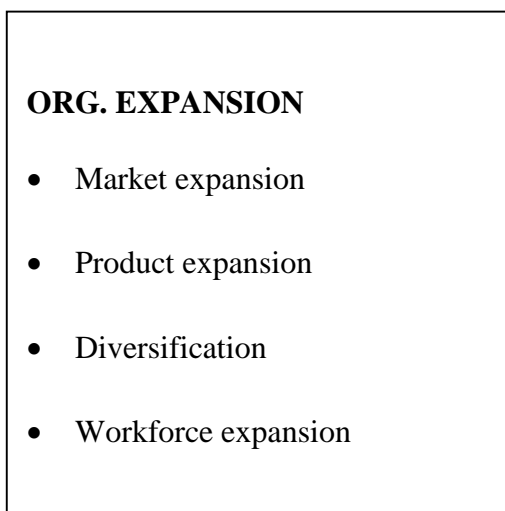 ORG. EXPANSION
• Market expansion
• Product expansion
• Diversification
• Workforce expansion